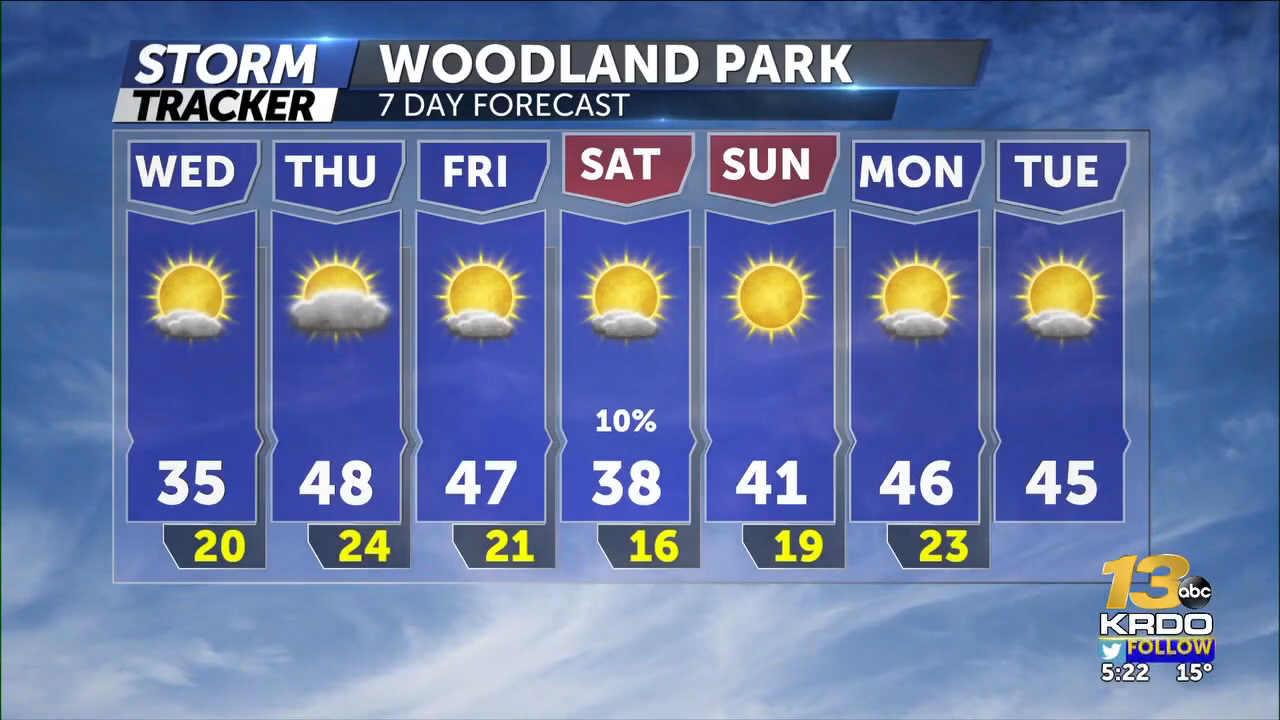 STORM
TRACKER
WOODLAND PARK
7 DAY FORECAST
WED THU FRI SAT SUN MON TUE
10%
35 48 47 38 41 46 45
20 24 21 16 19 23
13 abc
KRDO
FOLLOW
5:22 15°